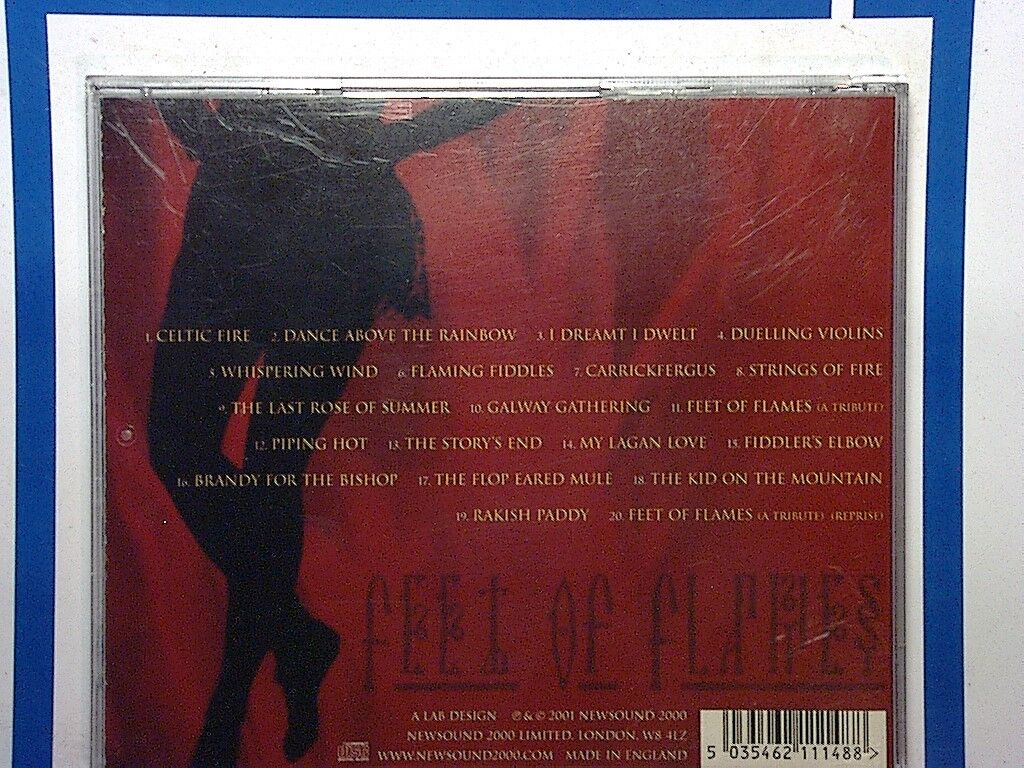 1. CELTIC FIRE 2. DANCE ABOVE THE RAINBOW 3. I DREAMT I DWELT 4. DUELLING VIOLINS
5. WHISPERING WIND 6. FLAMING FIDDLES 7. CARRICKFERGUS 8. STRINGS OF FIRE
9. THE LAST ROSE OF SUMMER 10. GALWAY GATHERING 11. FEET OF FLAMES (A TRIBUTE)
12. PIPING HOT 13. THE STORY'S END 14. MY LAGAN LOVE 15. FIDDLER'S ELBOW
16. BRANDY FOR THE BISHOP 17. THE FLOP EARED MULE 18. THE KID ON THE MOUNTAIN
19. RAKISH PADDY 20. FEET OF FLAMES (A TRIBUTE) (REPRISE)
FEET OF FLAMES
A LAB DESIGN ℗ & © 2001 NEWSOUND 2000
NEWSOUND 2000 LIMITED, LONDON, W8 4LZ
WWW.NEWSOUND2000.COM MADE IN ENGLAND
5 035462 111488 >